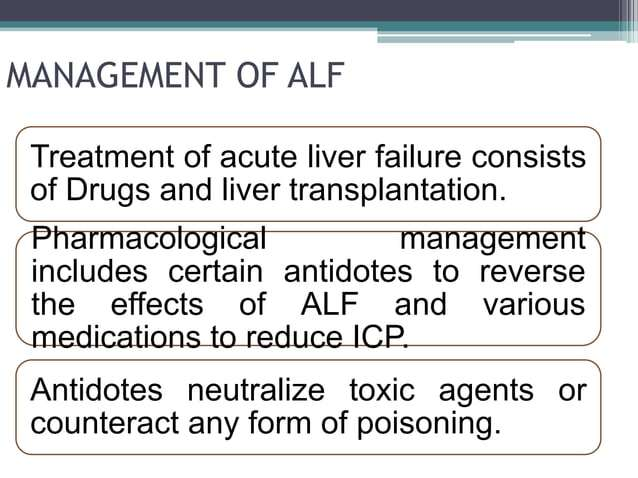 MANAGEMENT OF ALF
Treatment of acute liver failure consists
of Drugs and liver transplantation.
Pharmacological management
includes certain antidotes to reverse
the effects of ALF and various
medications to reduce ICP.
Antidotes neutralize toxic agents or
counteract any form of poisoning.